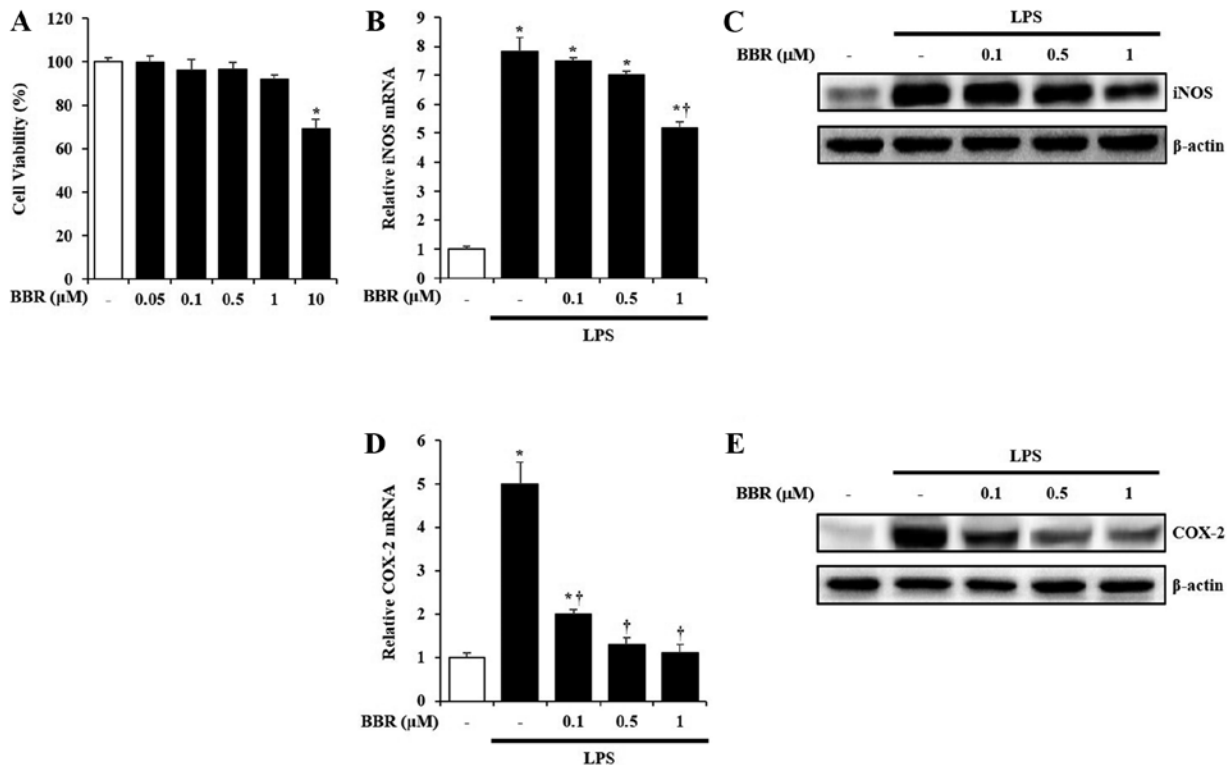 A
120
100
80
60
40
20
0
Cell Viability (%)
*
BBR (μM) - 0.05 0.1 0.5 1 10
B
9
8
7
6
5
4
3
2
1
0
Relative iNOS mRNA
* * * *†
BBR (μM) - - 0.1 0.5 1
LPS
C
LPS
BBR (μM) - - 0.1 0.5 1
iNOS
β-actin
D
6
5
4
3
2
1
0
Relative COX-2 mRNA
* *† † †
BBR (μM) - - 0.1 0.5 1
LPS
E
LPS
BBR (μM) - - 0.1 0.5 1
COX-2
β-actin